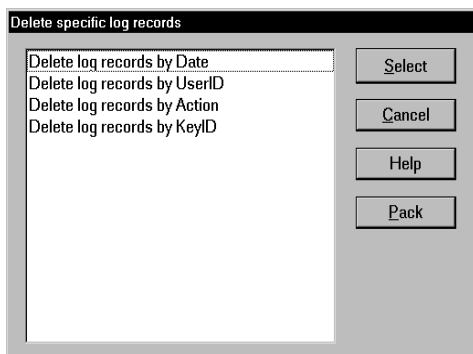 Delete specific log records
Delete log records by Date
Delete log records by UserID
Delete log records by Action
Delete log records by KeyID
Select
Cancel
Help
Pack